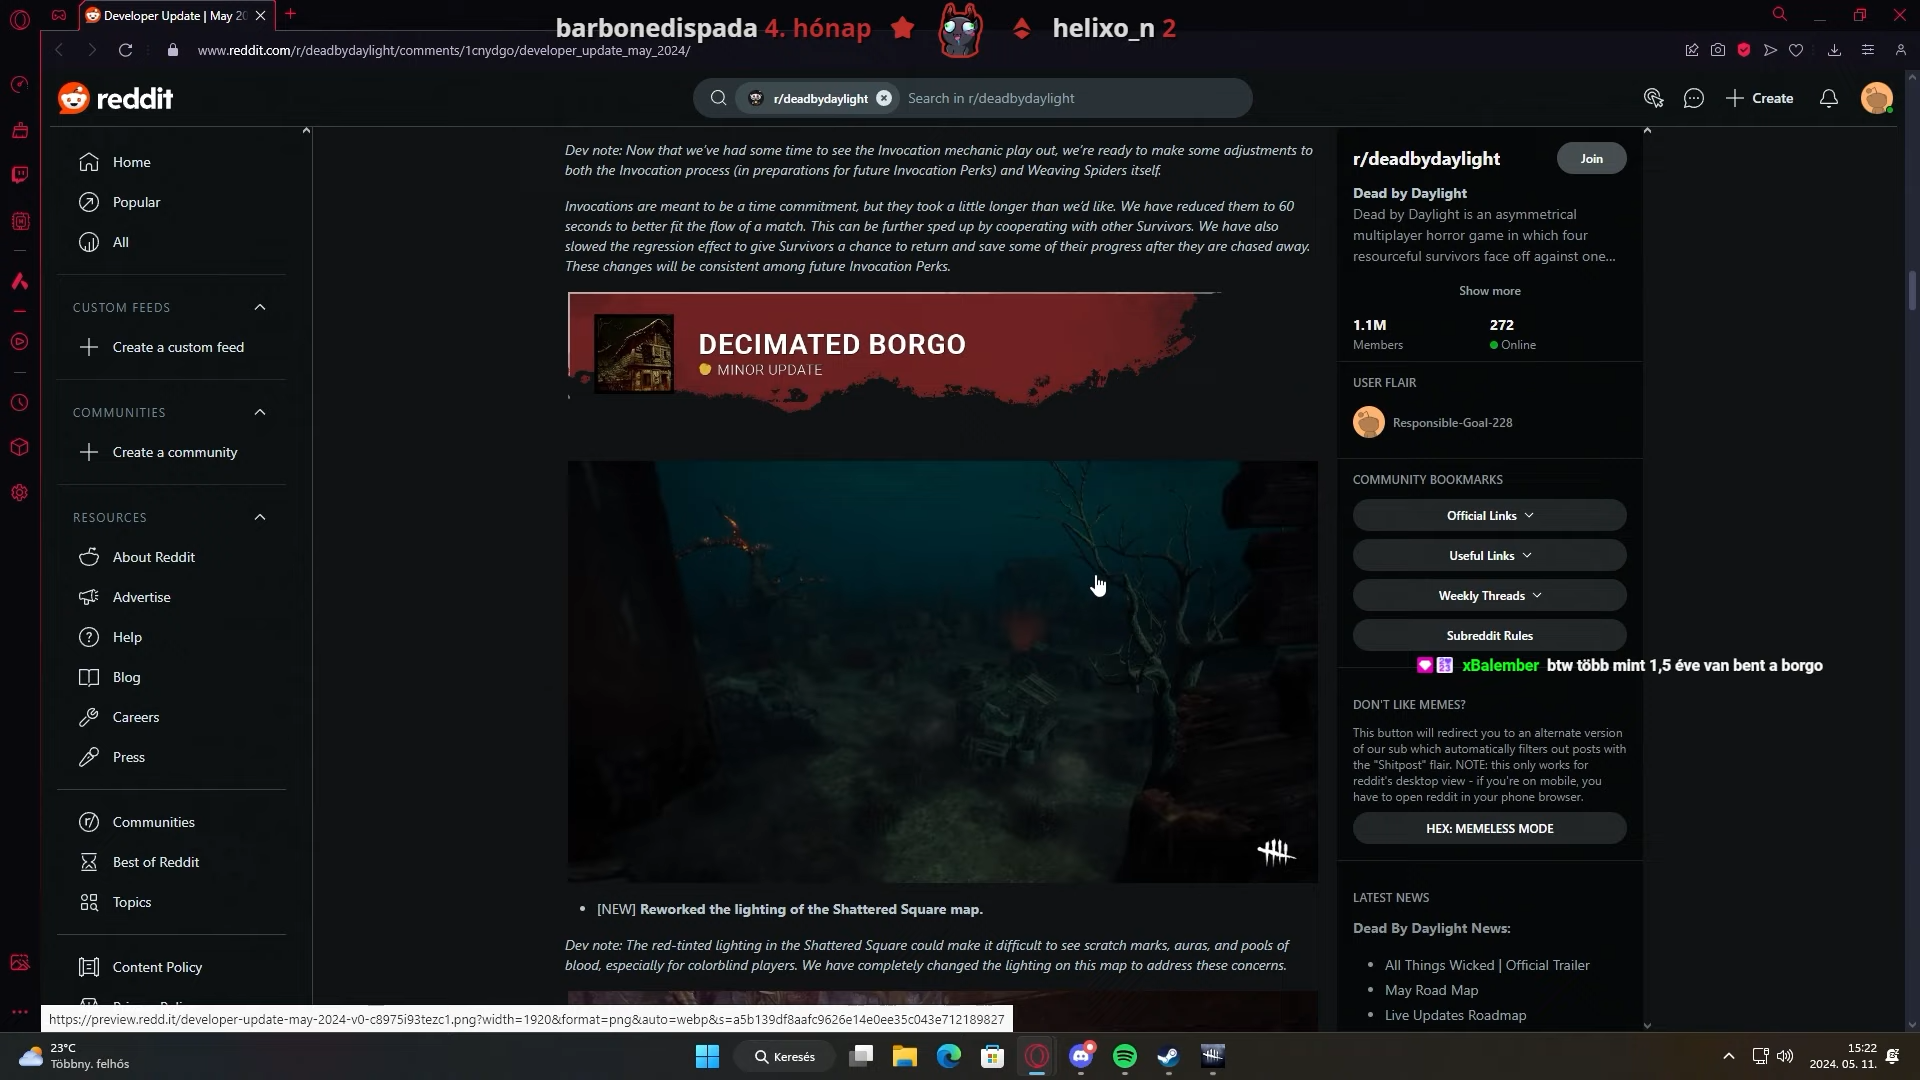 Developer Update | May 20
barbonedispada 4. hónap
helixo_n 2
www.reddit.com/r/deadbydaylight/comments/1cnydgo/developer_update_may_2024/
reddit
r/deadbydaylight
Search in r/deadbydaylight
Create
Home
Popular
All
CUSTOM FEEDS
Create a custom feed
COMMUNITIES
Create a community
RESOURCES
About Reddit
Advertise
Help
Blog
Careers
Press
Communities
Best of Reddit
Topics
Content Policy
Dev note: Now that we've had some time to see the Invocation mechanic play out, we're ready to make some adjustments to
both the Invocation process (in preparations for future Invocation Perks) and Weaving Spiders itself.
Invocations are meant to be a time commitment, but they took a little longer than we'd like. We have reduced them to 60
seconds to better fit the flow of a match. This can be further sped up by cooperating with other Survivors. We have also
slowed the regression effect to give Survivors a chance to return and save some of their progress after they are chased away.
These changes will be consistent among future Invocation Perks.
DECIMATED BORGO
MINOR UPDATE
• [NEW] Reworked the lighting of the Shattered Square map.
Dev note: The red-tinted lighting in the Shattered Square could make it difficult to see scratch marks, auras, and pools of
blood, especially for colorblind players. We have completely changed the lighting on this map to address these concerns.
r/deadbydaylight
Join
Dead by Daylight
Dead by Daylight is an asymmetrical
multiplayer horror game in which four
resourceful survivors face off against one...
Show more
1.1M
272
Members
Online
USER FLAIR
Responsible-Goal-228
COMMUNITY BOOKMARKS
Official Links
Useful Links
Weekly Threads
Subreddit Rules
xBalember btw több mint 1,5 éve van bent a borgo
DON'T LIKE MEMES?
This button will redirect you to an alternate version
of our sub which automatically filters out posts with
the "Shitpost" flair. NOTE: this only works for
reddit's desktop view - if you're on mobile, you
have to open reddit in your phone browser.
HEX: MEMELESS MODE
LATEST NEWS
Dead By Daylight News:
• All Things Wicked | Official Trailer
• May Road Map
• Live Updates Roadmap
https://preview.redd.it/developer-update-may-2024-v0-c8975i93tezc1.png?width=1920&format=png&auto=webp&s=a5b139df8aafc9626e14e0ee35c043e712189827
23°C
Többny. felhős
Keresés
15:22
2024. 05. 11.